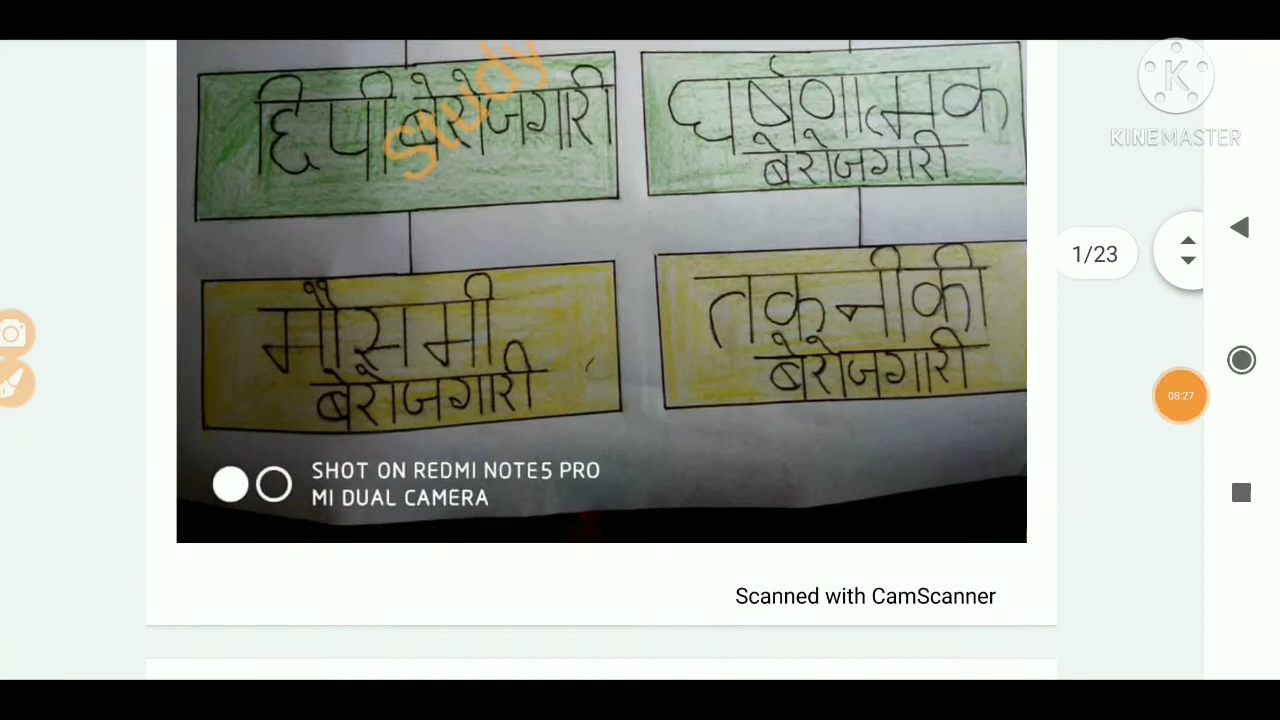 Study
छिपी बेरोजगारी
घर्षणात्मक
बेरोजगारी
मौसमी
बेरोजगारी
तकनीकी
बेरोजगारी
SHOT ON REDMI NOTE5 PRO
MI DUAL CAMERA
Scanned with CamScanner
KINEMASTER
1/23
08:27